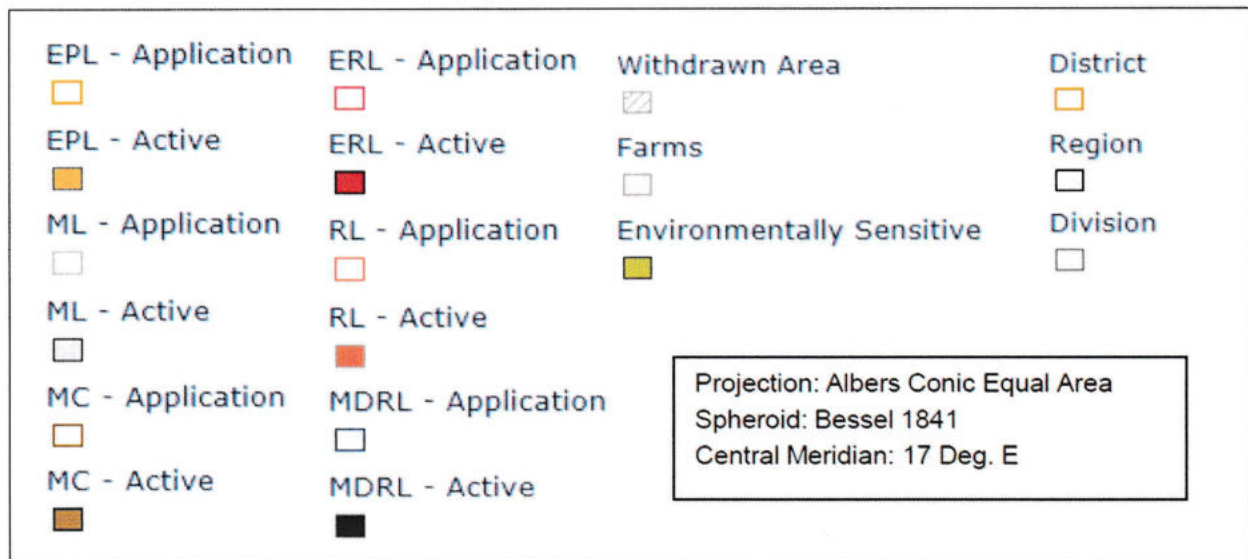 EPL - Application
EPL - Active
ML - Application
ML - Active
MC - Application
MC - Active
ERL - Application
ERL - Active
RL - Application
RL - Active
MDRL - Application
MDRL - Active
Withdrawn Area
Farms
Environmentally Sensitive
District
Region
Division
Projection: Albers Conic Equal Area
Spheroid: Bessel 1841
Central Meridian: 17 Deg. E